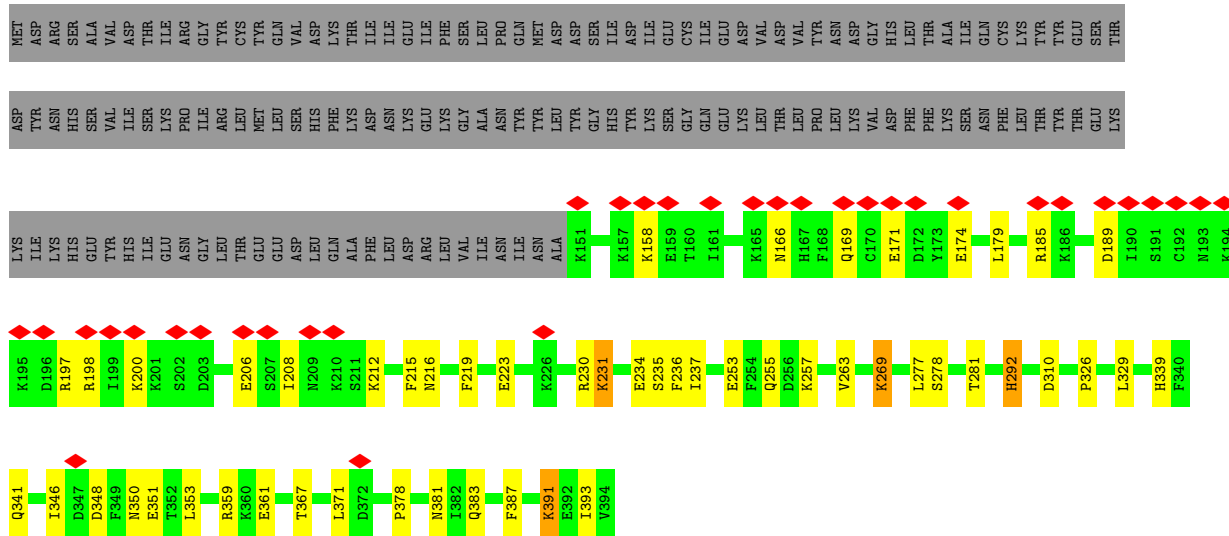 MET ASP ARG SER ALA VAL ASP THR ILE ARG GLY TYR CYS TYR GLN VAL ASP LYS THR ILE ILE GLU ILE PHE SER LEU PRO GLN MET ASP ASP SER ILE ASP ILE GLU CYS ILE GLU ASP VAL ASP VAL TYR ASN ASP GLY HIS LEU THR ALA ILE GLN CYS LYS TYR TYR GLU SER THR
ASP TYR ASN HIS SER VAL ILE SER LYS PRO ILE ARG LEU MET LEU SER HIS PHE LYS ASP ASN LYS GLU LYS GLY ALA ASN TYR TYR LEU TYR GLY HIS TYR LYS SER GLY GLN GLU LYS LEU THR LEU PRO LEU LYS VAL ASP PHE PHE LYS SER ASN PHE LEU THR TYR THR GLU LYS
LYS ILE LYS HIS GLU TYR HIS ILE GLU ASN GLY LEU THR GLU GLU ASP LEU GLN ALA PHE LEU ASP ARG LEU VAL ILE ASN ILE ASN ALA K151 K157 K158 E159 T160 I161 K165 N166 H167 F168 Q169 C170 E171 D172 Y173 E174 L179 R185 K186 D189 I190 S191 C192 N193 K194
K195 D196 R197 R198 I199 K200 K201 S202 D203 E206 S207 I208 N209 K210 S211 K212 F215 N216 F219 E223 K226 R230 K231 E234 S235 F236 I237 E253 F254 Q255 D256 K257 V263 K269 L277 S278 T281 H292 D310 P326 L329 H339 F340
Q341 I346 D347 D348 F349 N350 E351 T352 L353 R359 K360 E361 T367 L371 D372 P378 N381 I382 Q383 F387 K391 E392 I393 V394